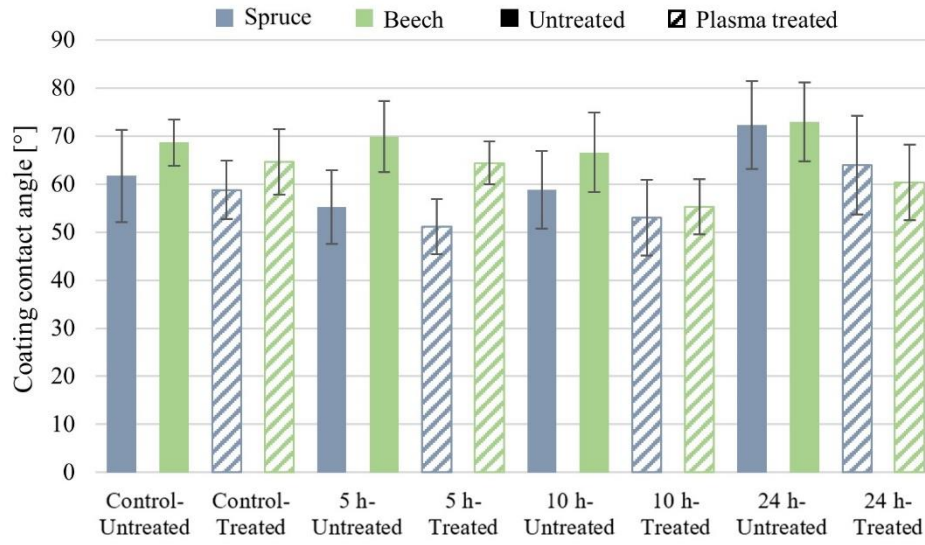 Spruce Beech Untreated Plasma treated
90
80
70
60
50
40
30
20
10
0
Coating contact angle [°]
Control-Untreated
Control-Treated
5 h-Untreated
5 h-Treated
10 h-Untreated
10 h-Treated
24 h-Untreated
24 h-Treated